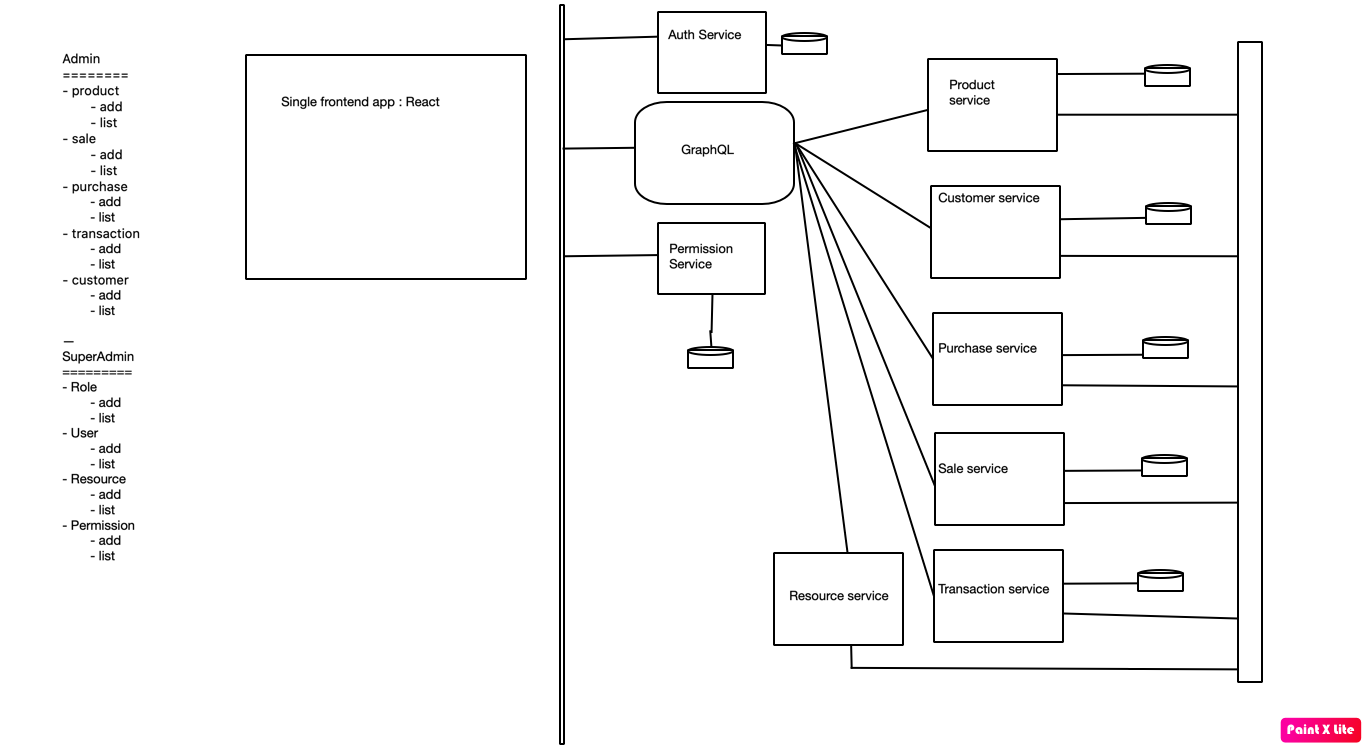 Admin
========
- product
- add
- list
- sale
- add
- list
- purchase
- add
- list
- transaction
- add
- list
- customer
- add
- list
—
SuperAdmin
=========
- Role
- add
- list
- User
- add
- list
- Resource
- add
- list
- Permission
- add
- list
Single frontend app : React
Auth Service
GraphQL
Permission
Service
Product
service
Customer service
Purchase service
Sale service
Transaction service
Resource service
Paint X Lite